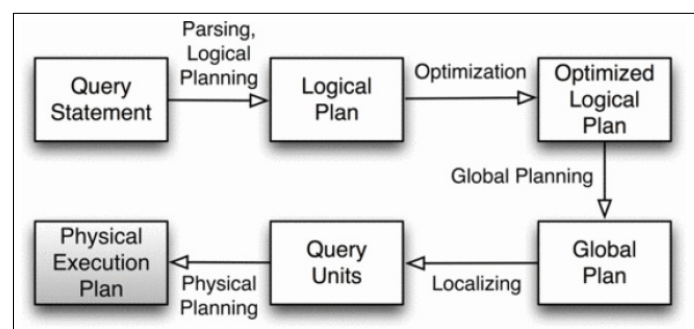 Parsing,
Logical
Planning
Query
Statement
Logical
Plan
Optimization
Optimized
Logical
Plan
Global Planning
Physical
Execution
Plan
Physical
Planning
Query
Units
Localizing
Global
Plan